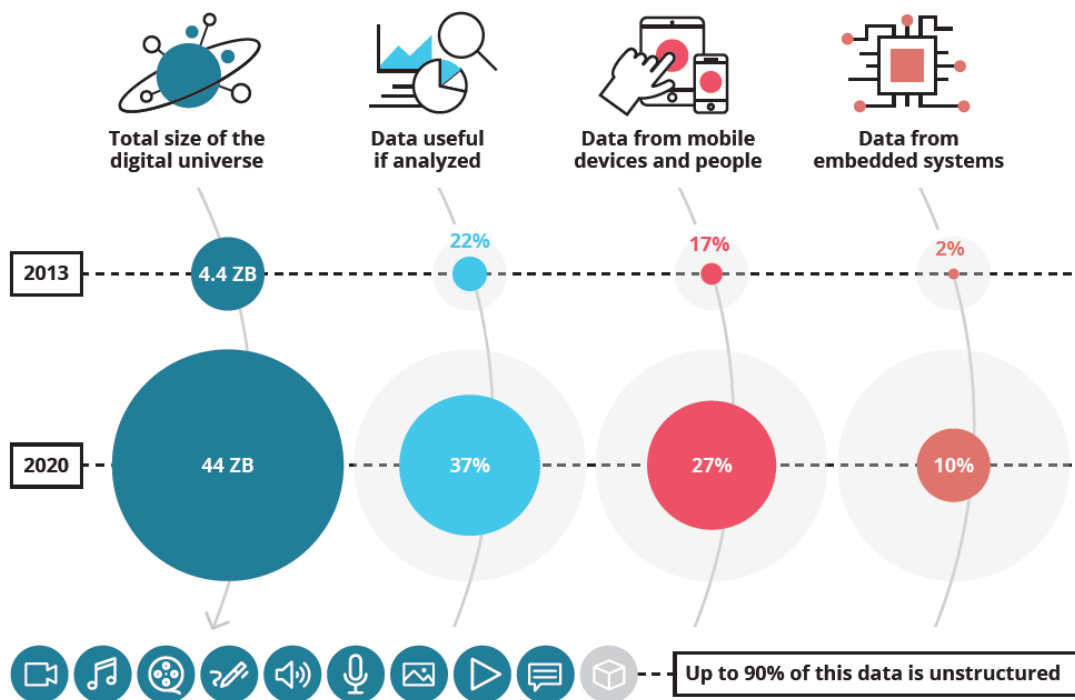 Total size of the
digital universe
Data useful
if analyzed
Data from mobile
devices and people
Data from
embedded systems
2013
4.4 ZB
22%
17%
2%
2020
44 ZB
37%
27%
10%
Up to 90% of this data is unstructured